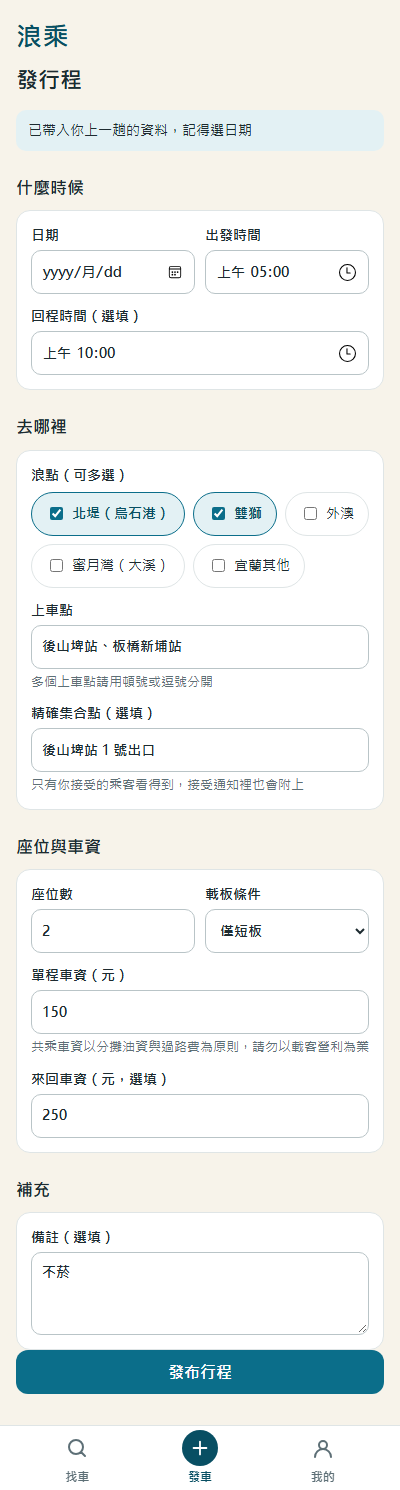 浪乘
發行程
已帶入你上一趟的資料，記得選日期
什麼時候
日期
出發時間
yyyy/月/dd
上午 05:00
回程時間（選填）
上午 10:00
去哪裡
浪點（可多選）
北堤（烏石港）
雙獅
外澳
蜜月灣（大溪）
宜蘭其他
上車點
後山埤站、板橋新埔站
多個上車點請用頓號或逗號分開
精確集合點（選填）
後山埤站 1 號出口
只有你接受的乘客看得到，接受通知裡也會附上
座位與車資
座位數
載板條件
2
僅短板
單程車資（元）
150
共乘車資以分攤油資與過路費為原則，請勿以載客營利為業
來回車資（元，選填）
250
補充
備註（選填）
不菸
發布行程
找車
發車
我的